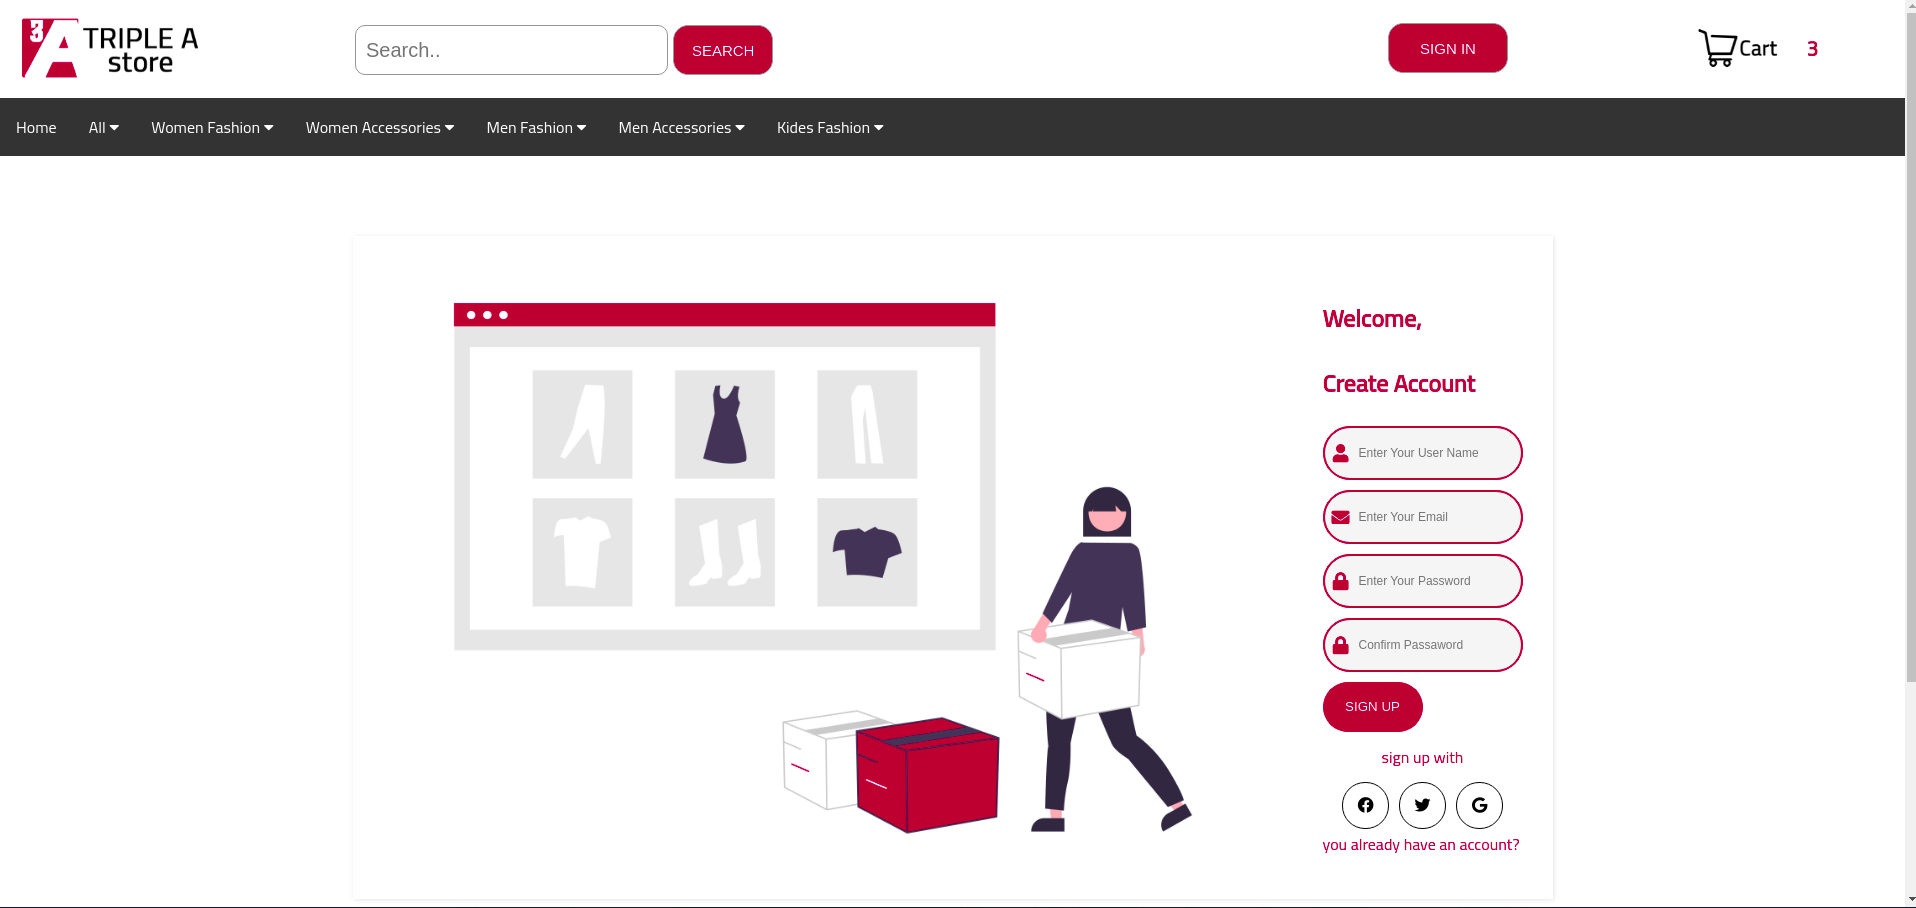 3
A
TRIPLE A
store
Search..
SEARCH
SIGN IN
Cart
3
Home
All
Women Fashion
Women Accessories
Men Fashion
Men Accessories
Kides Fashion
Welcome,
Create Account
Enter Your User Name
Enter Your Email
Enter Your Password
Confirm Passaword
SIGN UP
sign up with
you already have an account?